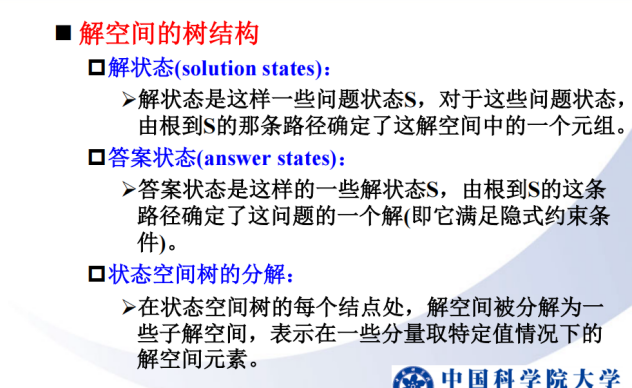 ■ 解空间的树结构
解状态(solution states)：
➢解状态是这样一些问题状态S，对于这些问题状态，
由根到S的那条路径确定了这解空间中的一个元组。
答案状态(answer states)：
➢答案状态是这样的一些解状态S，由根到S的这条
路径确定了这问题的一个解(即它满足隐式约束条
件)。
状态空间树的分解：
➢在状态空间树的每个结点处，解空间被分解为一
些子解空间，表示在一些分量取特定值情况下的
解空间元素。
中国科学院大学